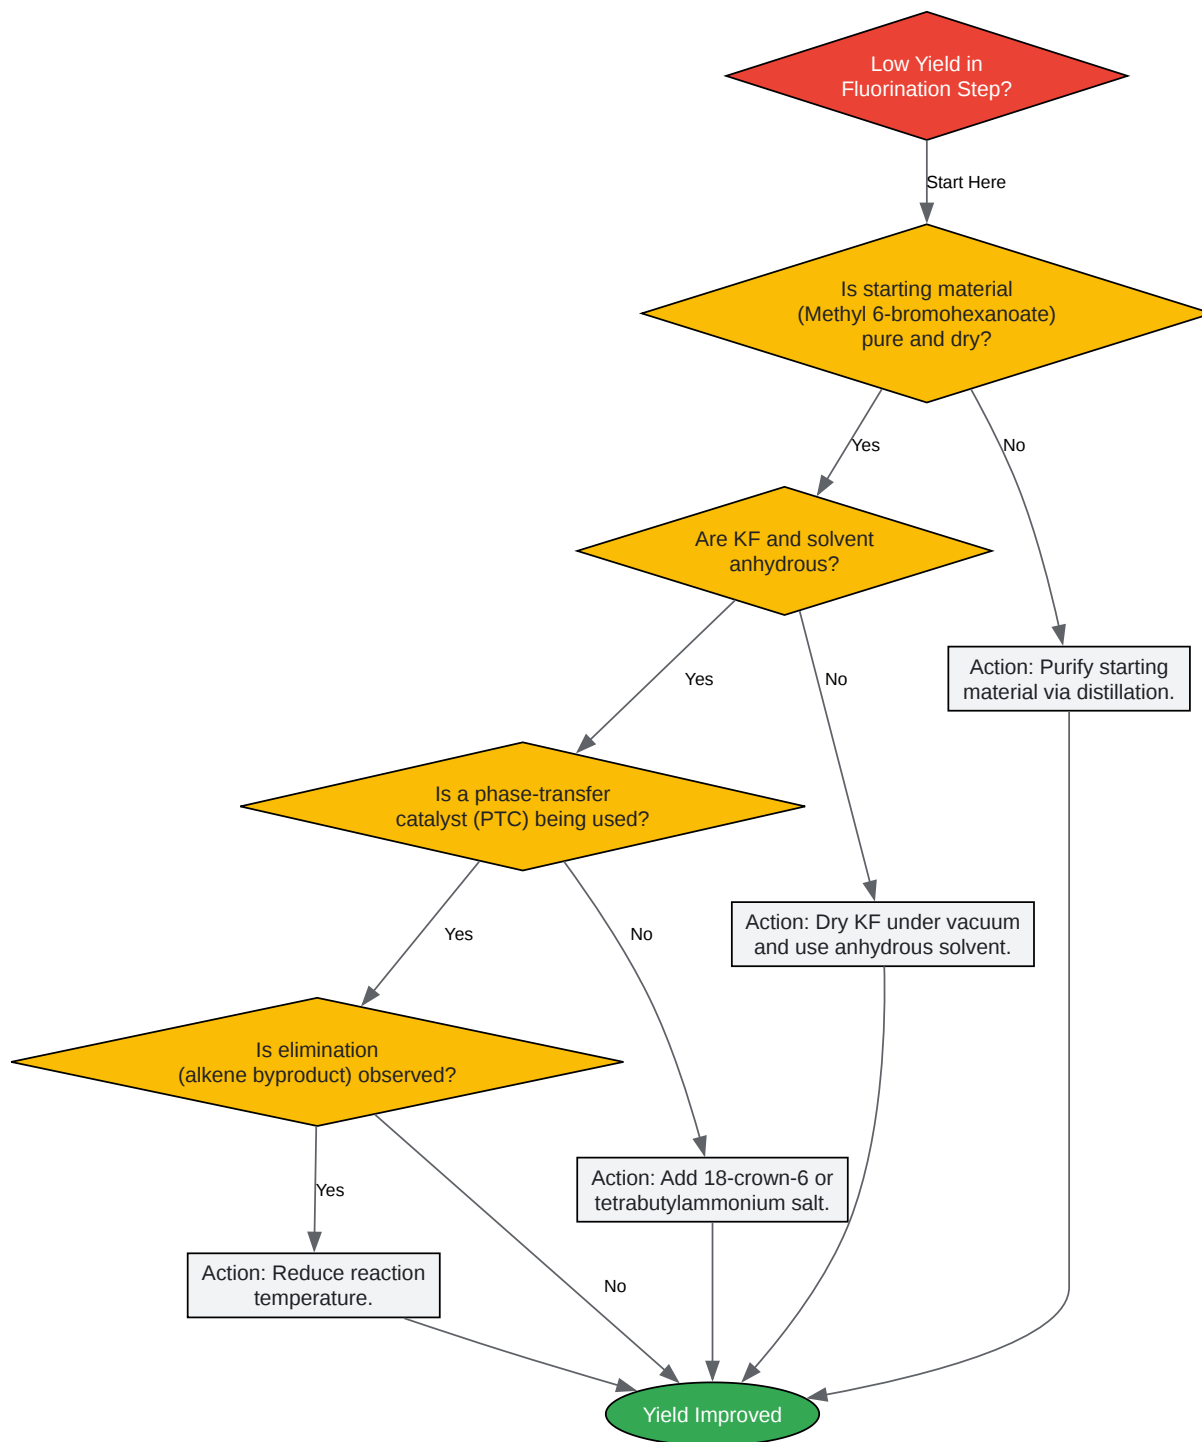 Low Yield in
Fluorination Step?
Start Here
Is starting material
(Methyl 6-bromohexanoate)
pure and dry?
Yes
No
Are KF and solvent
anhydrous?
Action: Purify starting
material via distillation.
Yes
No
Is a phase-transfer
catalyst (PTC) being used?
Action: Dry KF under vacuum
and use anhydrous solvent.
Yes
No
Is elimination
(alkene byproduct) observed?
Action: Add 18-crown-6 or
tetrabutylammonium salt.
Yes
No
Action: Reduce reaction
temperature.
Yield Improved